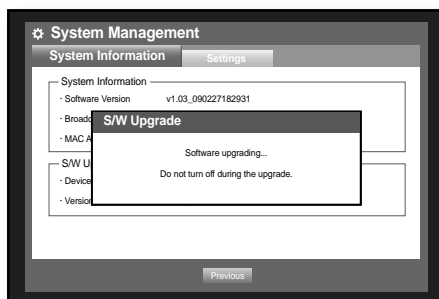 System Management
System Information
Settings
System Information
· Software Version v1.03_090227182931
· Broadc
S/W Upgrade
· MAC A
Software upgrading...
S/W U
Do not turn off during the upgrade.
· Device
· Version
Previous